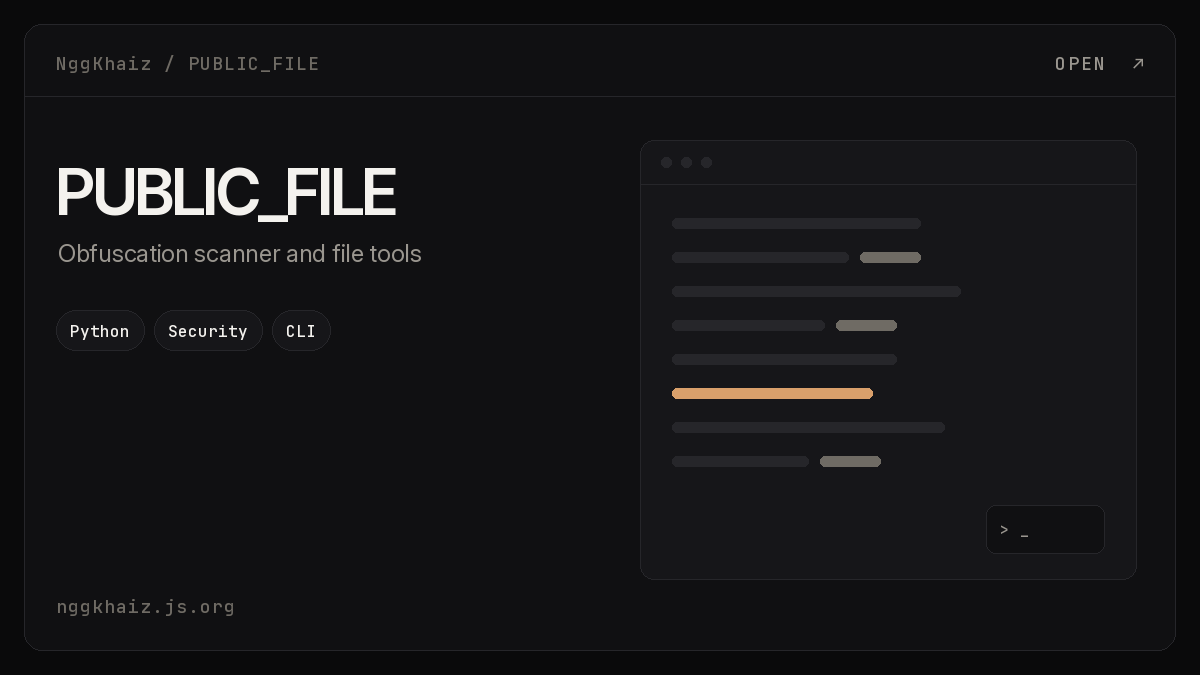 NggKhaiz / PUBLIC_FILE
OPEN ↗
PUBLIC_FILE
Obfuscation scanner and file tools
Python
Security
CLI
> _
nggkhaiz.js.org